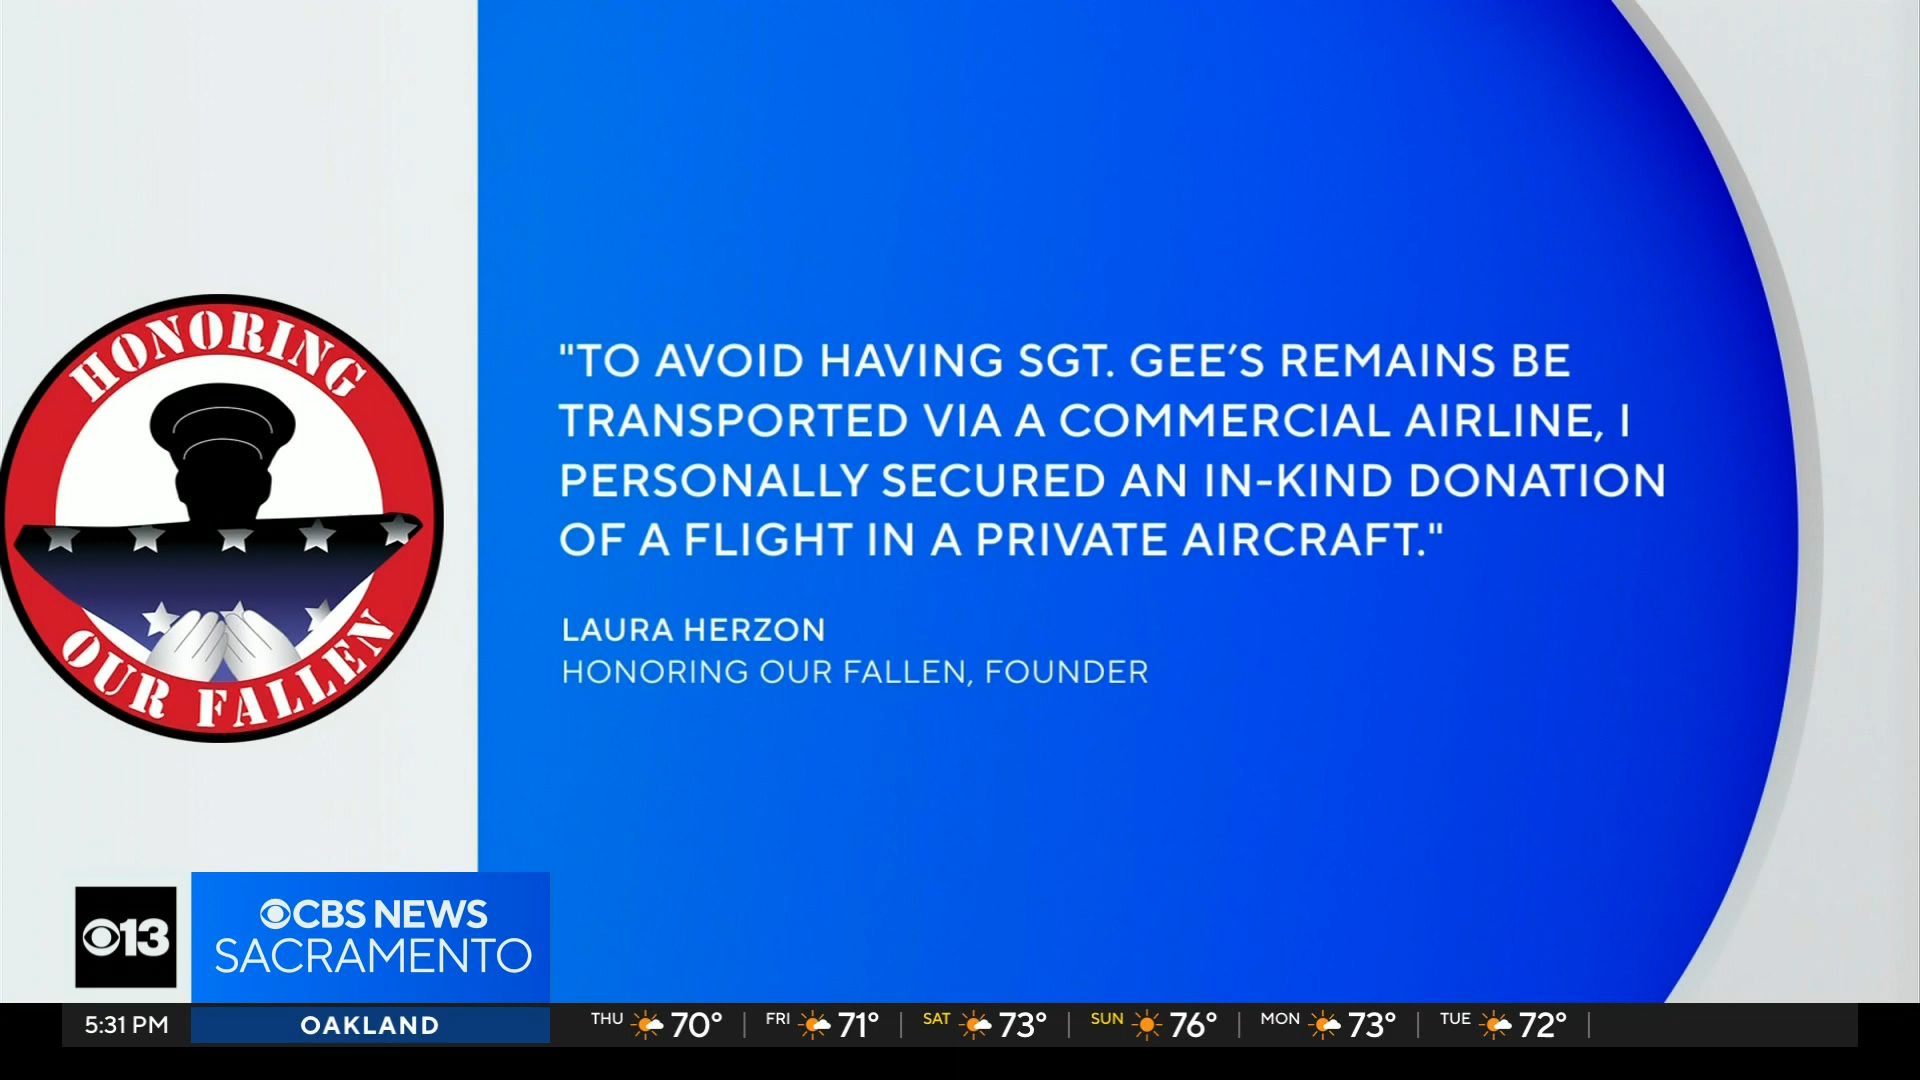 HONORING
OUR FALLEN
"TO AVOID HAVING SGT. GEE'S REMAINS BE
TRANSPORTED VIA A COMMERCIAL AIRLINE, I
PERSONALLY SECURED AN IN-KIND DONATION
OF A FLIGHT IN A PRIVATE AIRCRAFT."
LAURA HERZON
HONORING OUR FALLEN, FOUNDER
13
CBS NEWS
SACRAMENTO
5:31 PM
OAKLAND
THU 70° | FRI 71° | SAT 73° | SUN 76° | MON 73° | TUE 72° |